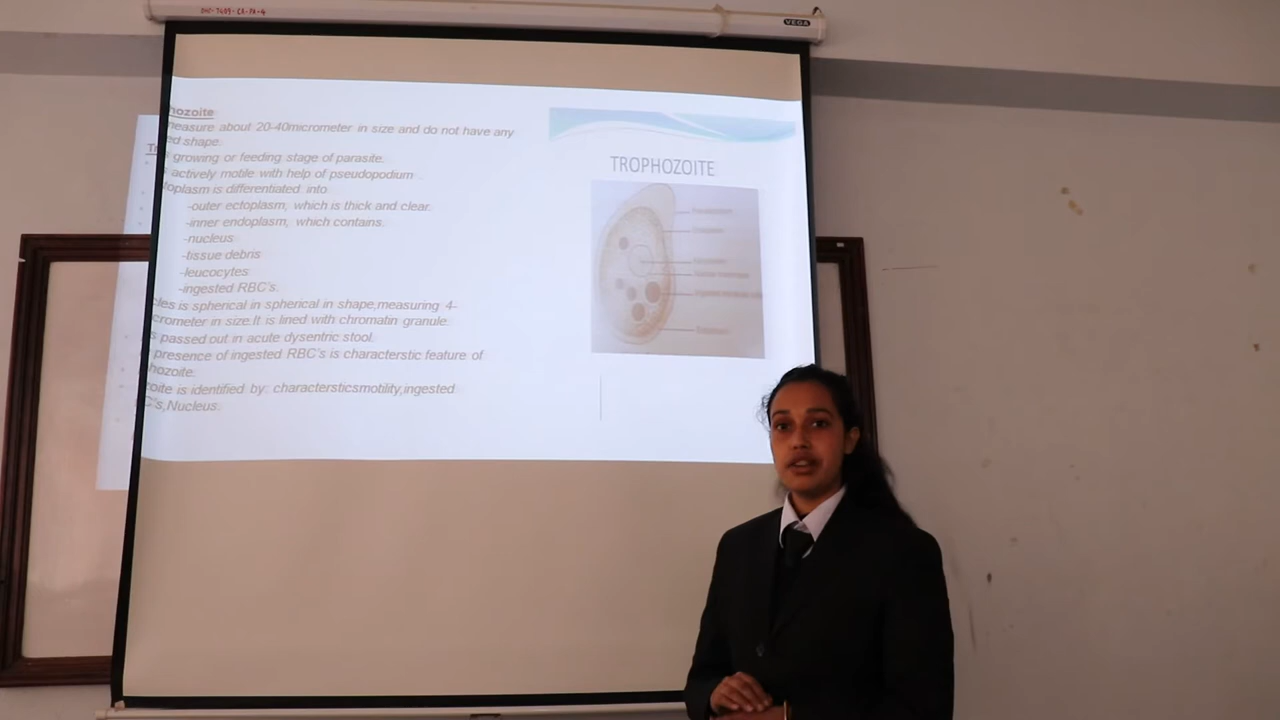 VEGA
hozoite
measure about 20-40micrometer in size and do not have any
ed shape.
growing or feeding stage of parasite.
actively motile with help of pseudopodium .
toplasm is differentiated into
-outer ectoplasm, which is thick and clear.
-inner endoplasm, which contains.
-nucleus
-tissue debris
-leucocytes
-ingested RBC's.
cles is spherical in spherical in shape,measuring 4-
crometer in size.It is lined with chromatin granule.
passed out in acute dysentric stool.
presence of ingested RBC's is characterstic feature of
hozoite.
zoite is identified by: charactersticsmotility,ingested
C's,Nucleus.
TROPHOZOITE